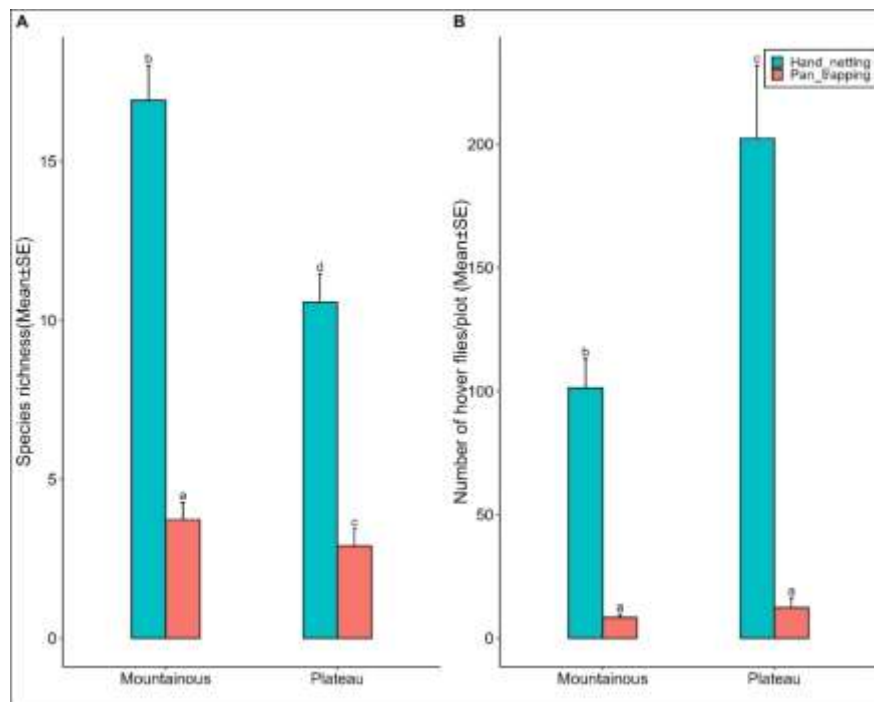 A
Species richness(Mean±SE)
15
10
5
0
b
a
d
c
Mountainous
Plateau
B
Number of hover flies/plot (Mean±SE)
200
150
100
50
0
b
a
c
a
Hand_netting
Pan_trapping
Mountainous
Plateau